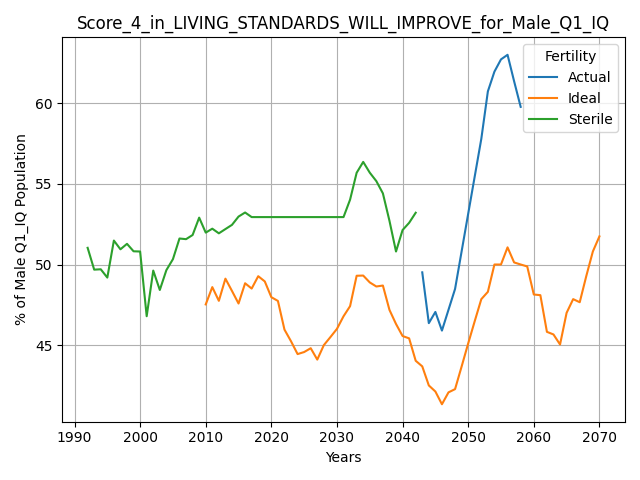 Score_4_in_LIVING_STANDARDS_WILL_IMPROVE_for_Male_Q1_IQ
% of Male Q1_IQ Population
60
55
50
45
1990 2000 2010 2020 2030 2040 2050 2060 2070
Years
Fertility
Actual
Ideal
Sterile